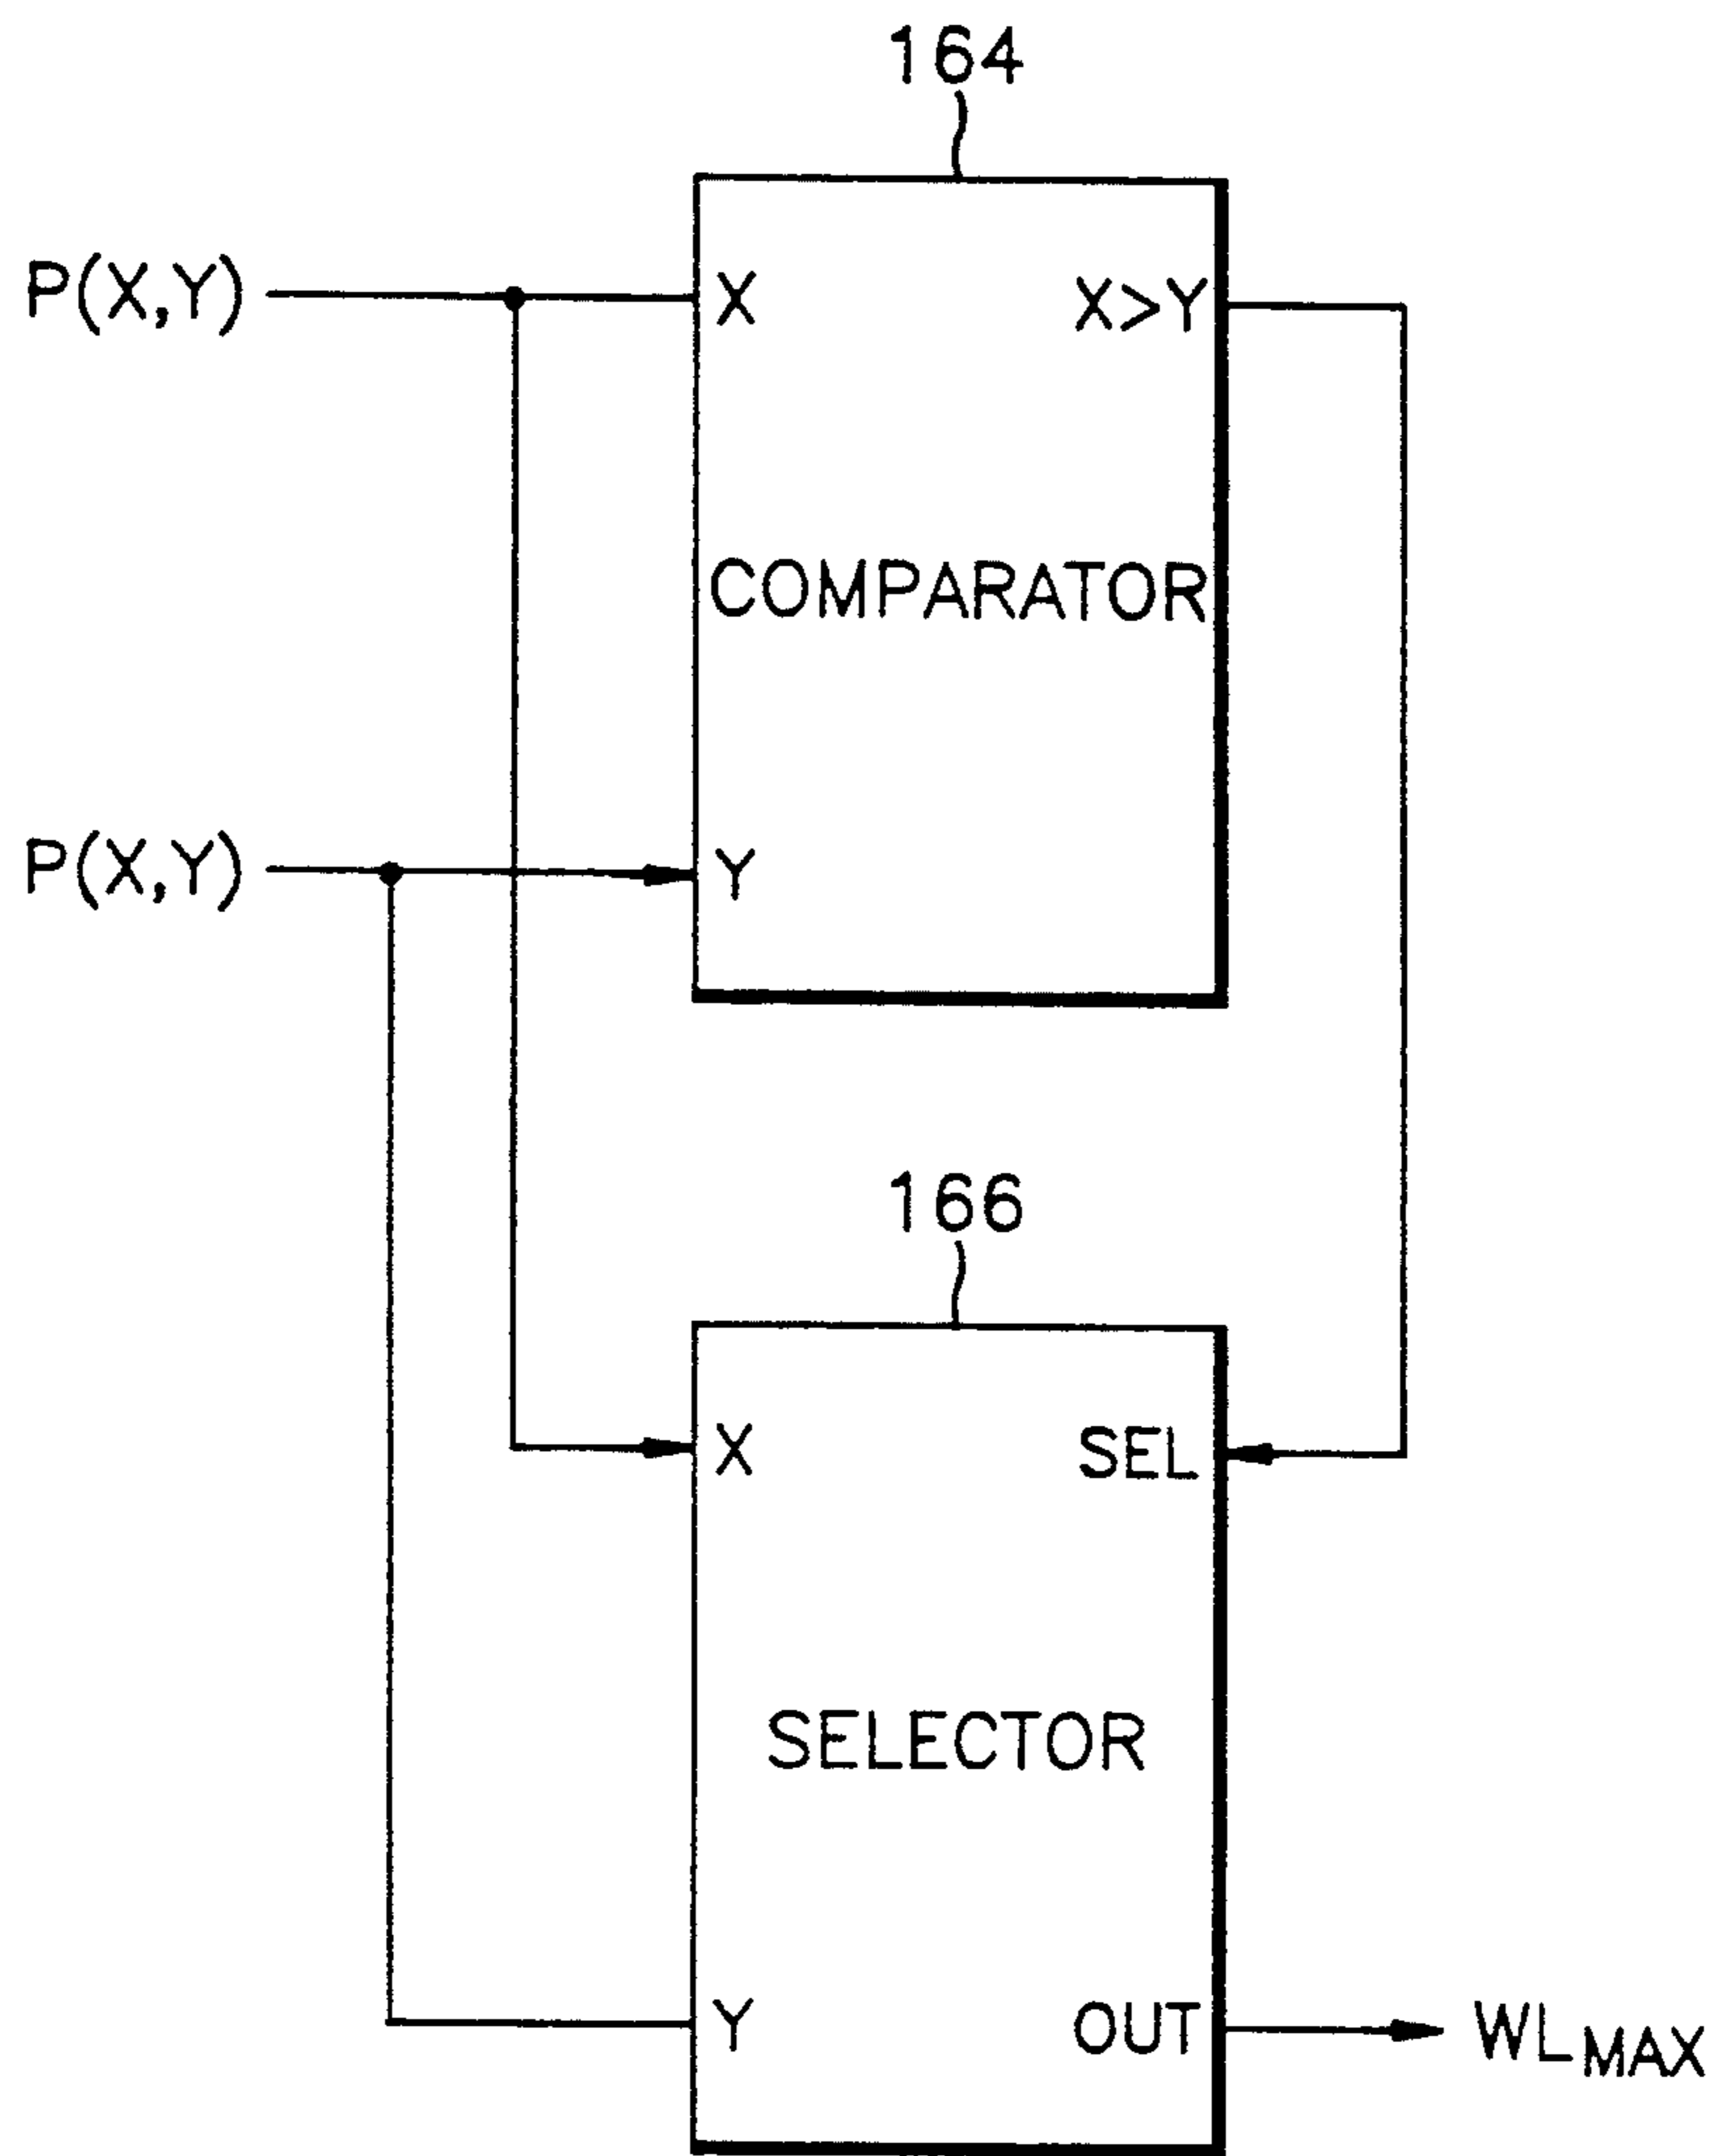 164
P(X,Y)
X
X>Y
COMPARATOR
P(X,Y)
Y
166
X
SEL
SELECTOR
Y
OUT
WLMAX